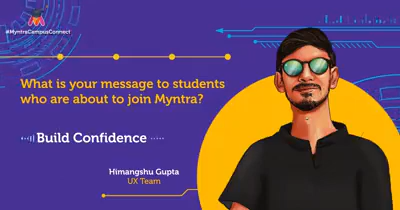 #MyntraCampusConnect
What is your message to students
who are about to join Myntra?
Build Confidence
Himangshu Gupta
UX Team